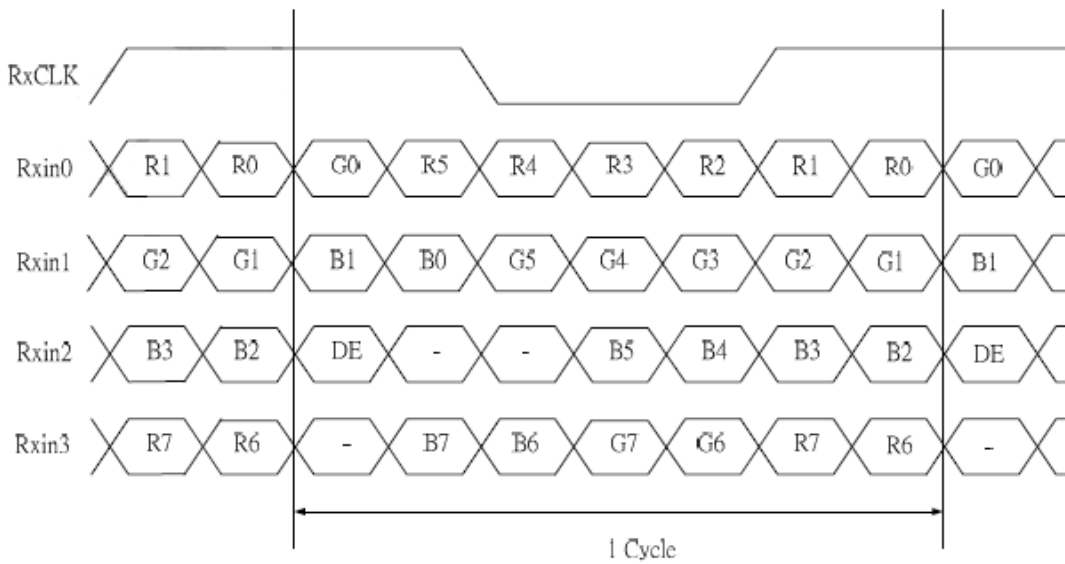 RxCLK
Rxin0 R1 R0 G0 R5 R4 R3 R2 R1 R0 G0
Rxin1 G2 G1 B1 B0 G5 G4 G3 G2 G1 B1
Rxin2 B3 B2 DE - - B5 B4 B3 B2 DE
Rxin3 R7 R6 - B7 B6 G7 G6 R7 R6 -
1 Cycle